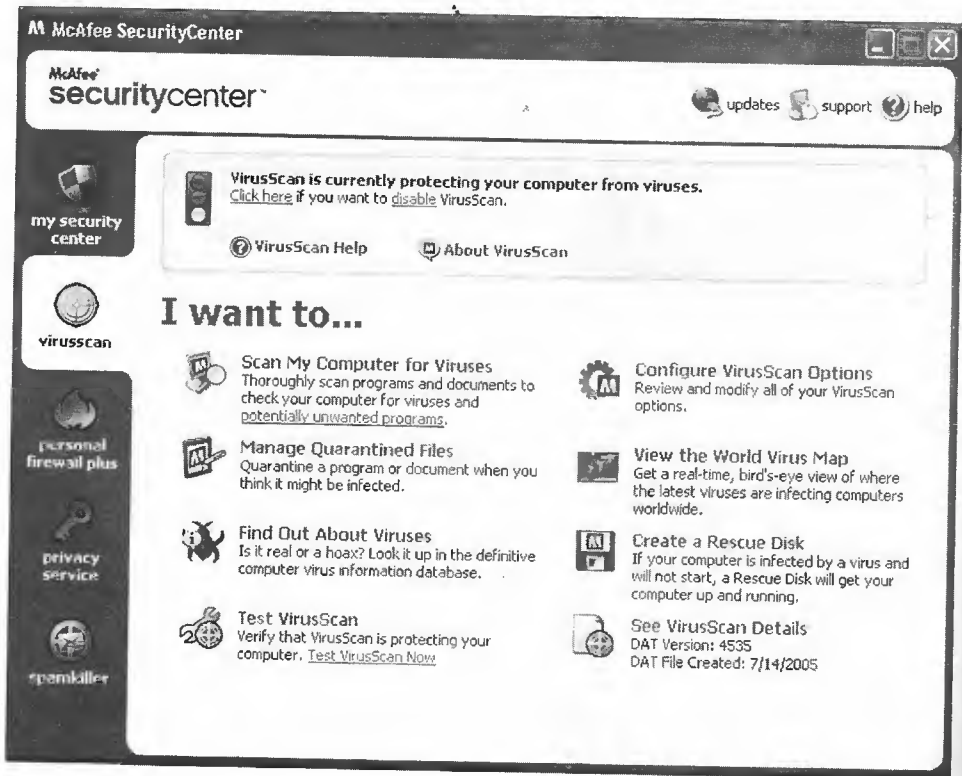 McAfee SecurityCenter
McAfee
securitycenter
updates support help
my security
center
virusscan
personal
firewall plus
privacy
service
spamkiller
VirusScan is currently protecting your computer from viruses.
Click here if you want to disable VirusScan.
VirusScan Help About VirusScan
I want to...
Scan My Computer for Viruses
Thoroughly scan programs and documents to
check your computer for viruses and
potentially unwanted programs.
Configure VirusScan Options
Review and modify all of your VirusScan
options.
Manage Quarantined Files
Quarantine a program or document when you
think it might be infected.
View the World Virus Map
Get a real-time, bird's-eye view of where
the latest viruses are infecting computers
worldwide.
Find Out About Viruses
Is it real or a hoax? Look it up in the definitive
computer virus information database.
Create a Rescue Disk
If your computer is infected by a virus and
will not start, a Rescue Disk will get your
computer up and running.
Test VirusScan
Verify that VirusScan is protecting your
computer. Test VirusScan Now
See VirusScan Details
DAT Version: 4535
DAT File Created: 7/14/2005